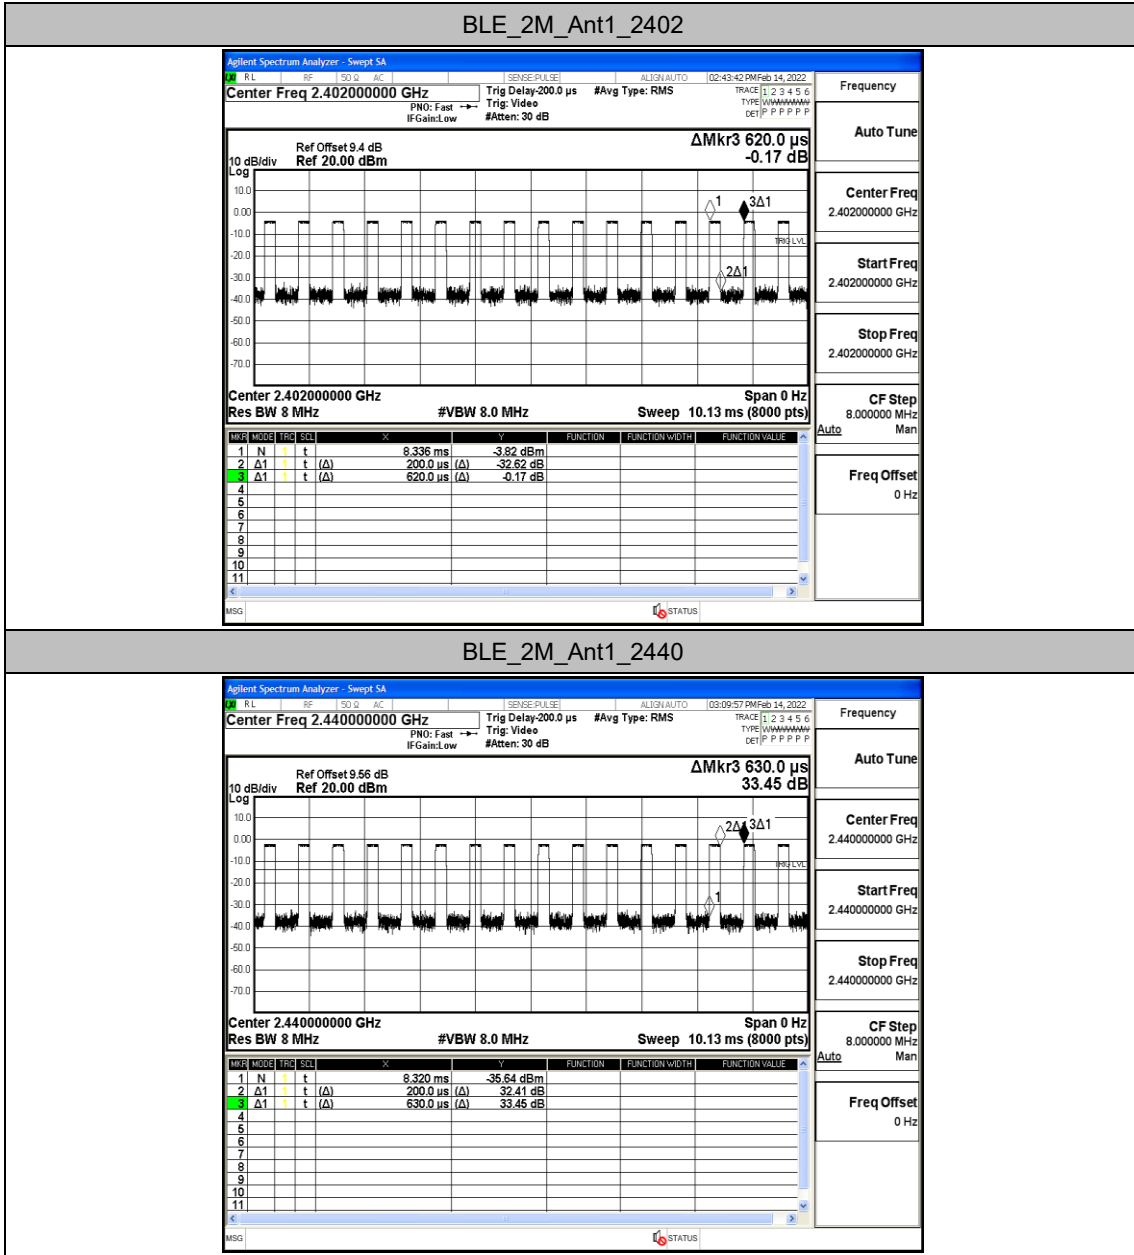 BLE_2M_Ant1_2402
Agilent Spectrum Analyzer - Swept SA
RL RF 50 Ω AC SENSE:PULSE ALIGN AUTO 02:43:42 PM Feb 14, 2022
Center Freq 2.402000000 GHz Trig Delay-200.0 µs #Avg Type: RMS TRACE 1 2 3 4 5 6
PNO: Fast Trig: Video TYPE
IFGain:Low #Atten: 30 dB DET P P P P P P
Frequency
Auto Tune
Center Freq
2.402000000 GHz
Start Freq
2.402000000 GHz
Stop Freq
2.402000000 GHz
CF Step
8.000000 MHz
Auto Man
Freq Offset
0 Hz
ΔMkr3 620.0 µs
-0.17 dB
Ref Offset 9.4 dB
10 dB/div Ref 20.00 dBm
Log
10.0
0.00
-10.0
-20.0
-30.0
-40.0
-50.0
-60.0
-70.0
1
3Δ1
TRIG LVL
2Δ1
Center 2.402000000 GHz Span 0 Hz
Res BW 8 MHz #VBW 8.0 MHz Sweep 10.13 ms (8000 pts)
MKR MODE TRC SCL X Y FUNCTION FUNCTION WIDTH FUNCTION VALUE
1 N 1 t 8.336 ms -3.82 dBm
2 Δ1 1 t (Δ) 200.0 µs (Δ) -32.62 dB
3 Δ1 1 t (Δ) 620.0 µs (Δ) -0.17 dB
4
5
6
7
8
9
10
11
MSG STATUS
BLE_2M_Ant1_2440
Agilent Spectrum Analyzer - Swept SA
RL RF 50 Ω AC SENSE:PULSE ALIGN AUTO 03:09:57 PM Feb 14, 2022
Center Freq 2.440000000 GHz Trig Delay-200.0 µs #Avg Type: RMS TRACE 1 2 3 4 5 6
PNO: Fast Trig: Video TYPE
IFGain:Low #Atten: 30 dB DET P P P P P P
Frequency
Auto Tune
Center Freq
2.440000000 GHz
Start Freq
2.440000000 GHz
Stop Freq
2.440000000 GHz
CF Step
8.000000 MHz
Auto Man
Freq Offset
0 Hz
ΔMkr3 630.0 µs
33.45 dB
Ref Offset 9.56 dB
10 dB/div Ref 20.00 dBm
Log
10.0
0.00
-10.0
-20.0
-30.0
-40.0
-50.0
-60.0
-70.0
2Δ1
3Δ1
TRIG LVL
1
Center 2.440000000 GHz Span 0 Hz
Res BW 8 MHz #VBW 8.0 MHz Sweep 10.13 ms (8000 pts)
MKR MODE TRC SCL X Y FUNCTION FUNCTION WIDTH FUNCTION VALUE
1 N 1 t 8.320 ms -35.64 dBm
2 Δ1 1 t (Δ) 200.0 µs (Δ) 32.41 dB
3 Δ1 1 t (Δ) 630.0 µs (Δ) 33.45 dB
4
5
6
7
8
9
10
11
MSG STATUS